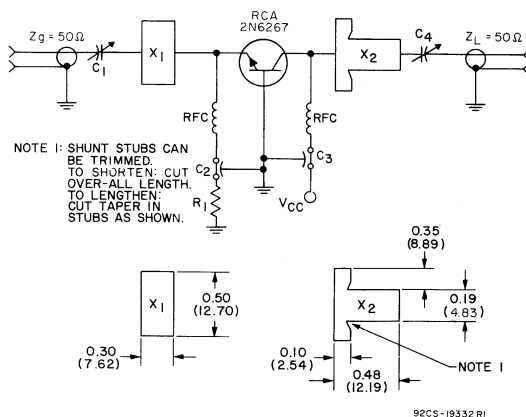 RCA
2N6267
Zg = 50Ω
C1
X1
X2
C4
ZL = 50Ω
RFC
RFC
C2
C3
R1
VCC
NOTE 1: SHUNT STUBS CAN
BE TRIMMED.
TO SHORTEN: CUT
OVER-ALL LENGTH.
TO LENGTHEN:
CUT TAPER IN
STUBS AS SHOWN.
X1
0.50
(12.70)
0.30
(7.62)
X2
0.35
(8.89)
0.19
(4.83)
0.10
(2.54)
0.48
(12.19)
NOTE 1
92CS-19332R1